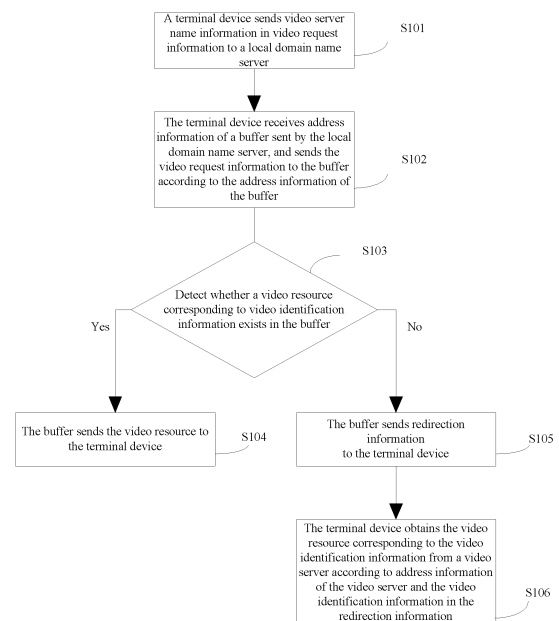 A terminal device sends video server
name information in video request
information to a local domain name
server
S101
The terminal device receives address
information of a buffer sent by the local
domain name server, and sends the
video request information to the buffer
according to the address information of
the buffer
S102
S103
Detect whether a video resource
corresponding to video identification
information exists in the buffer
Yes
No
The buffer sends the video resource to
the terminal device
S104
The buffer sends redirection
information
to the terminal device
S105
The terminal device obtains the video
resource corresponding to the video
identification information from a video
server according to address information
of the video server and the video
identification information in the
redirection information
S106